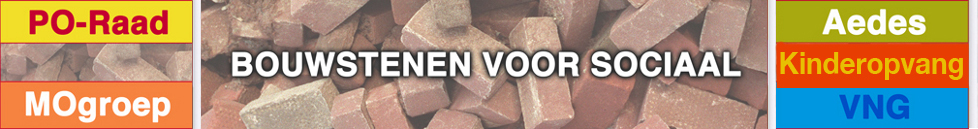 PO-Raad
MOgroep
BOUWSTENEN VOOR SOCIAAL
Aedes
Kinderopvang
VNG